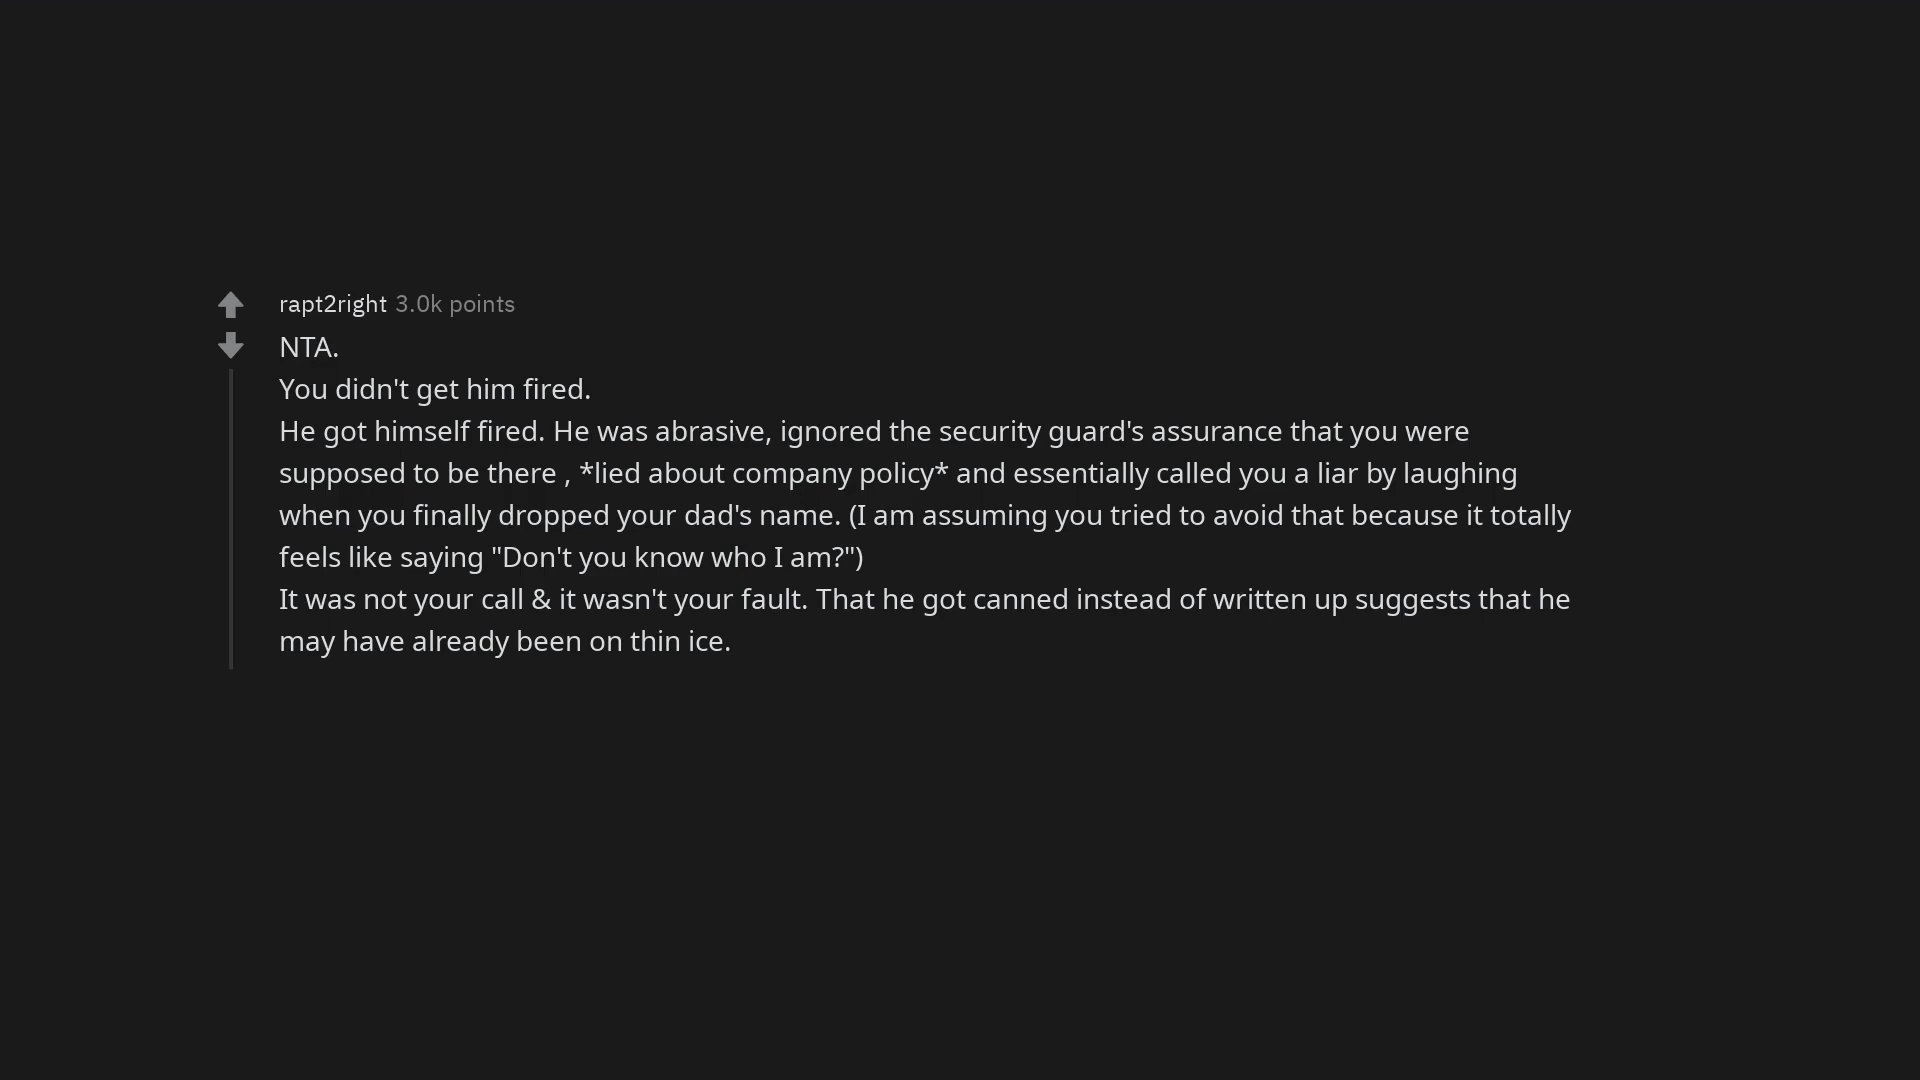 rapt2right 3.0k points
NTA.
You didn't get him fired.
He got himself fired. He was abrasive, ignored the security guard's assurance that you were
supposed to be there , *lied about company policy* and essentially called you a liar by laughing
when you finally dropped your dad's name. (I am assuming you tried to avoid that because it totally
feels like saying "Don't you know who I am?")
It was not your call & it wasn't your fault. That he got canned instead of written up suggests that he
may have already been on thin ice.